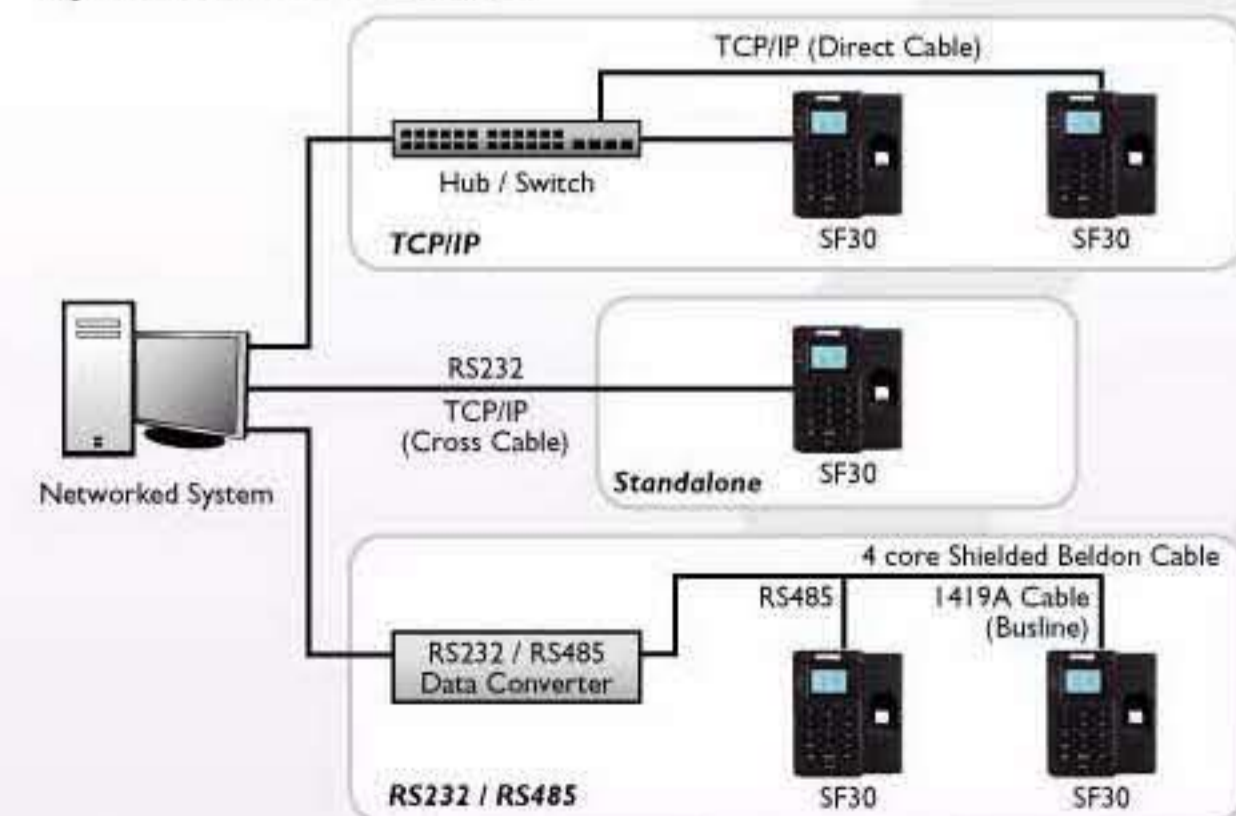 TCP/IP (Direct Cable)
Hub / Switch
SF30
SF30
TCP/IP
RS232
TCP/IP
(Cross Cable)
Standalone
SF30
Networked System
4 core Shielded Beldon Cable
RS485
1419A Cable
(Busline)
RS232 / RS485
Data Converter
RS232 / RS485
SF30
SF30